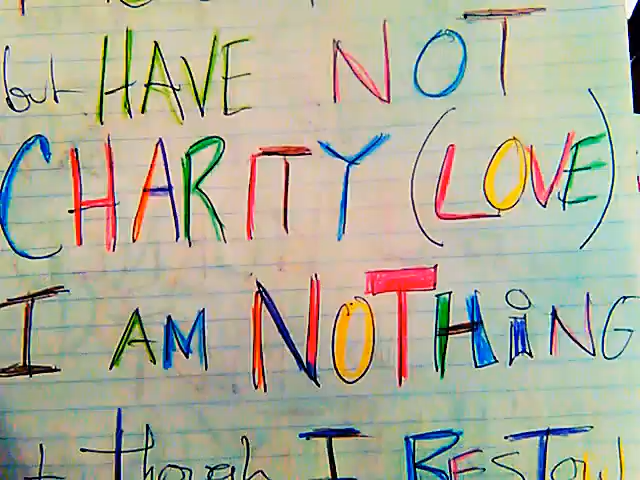 but HAVE NOT
CHARITY (LOVE)
I AM NOTHiNG
though I BESTOW